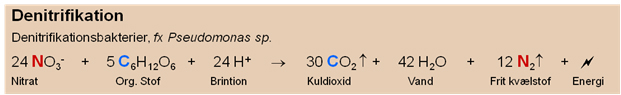 Denitrifikation
Denitrifikationsbakterier, fx Pseudomonas sp.
24 NO₃⁻ + 5 C₆H₁₂O₆ + 24 H⁺ → 30 CO₂↑ + 42 H₂O + 12 N₂↑ + 
Nitrat Org. Stof Brintion Kuldioxid Vand Frit kvælstof Energi